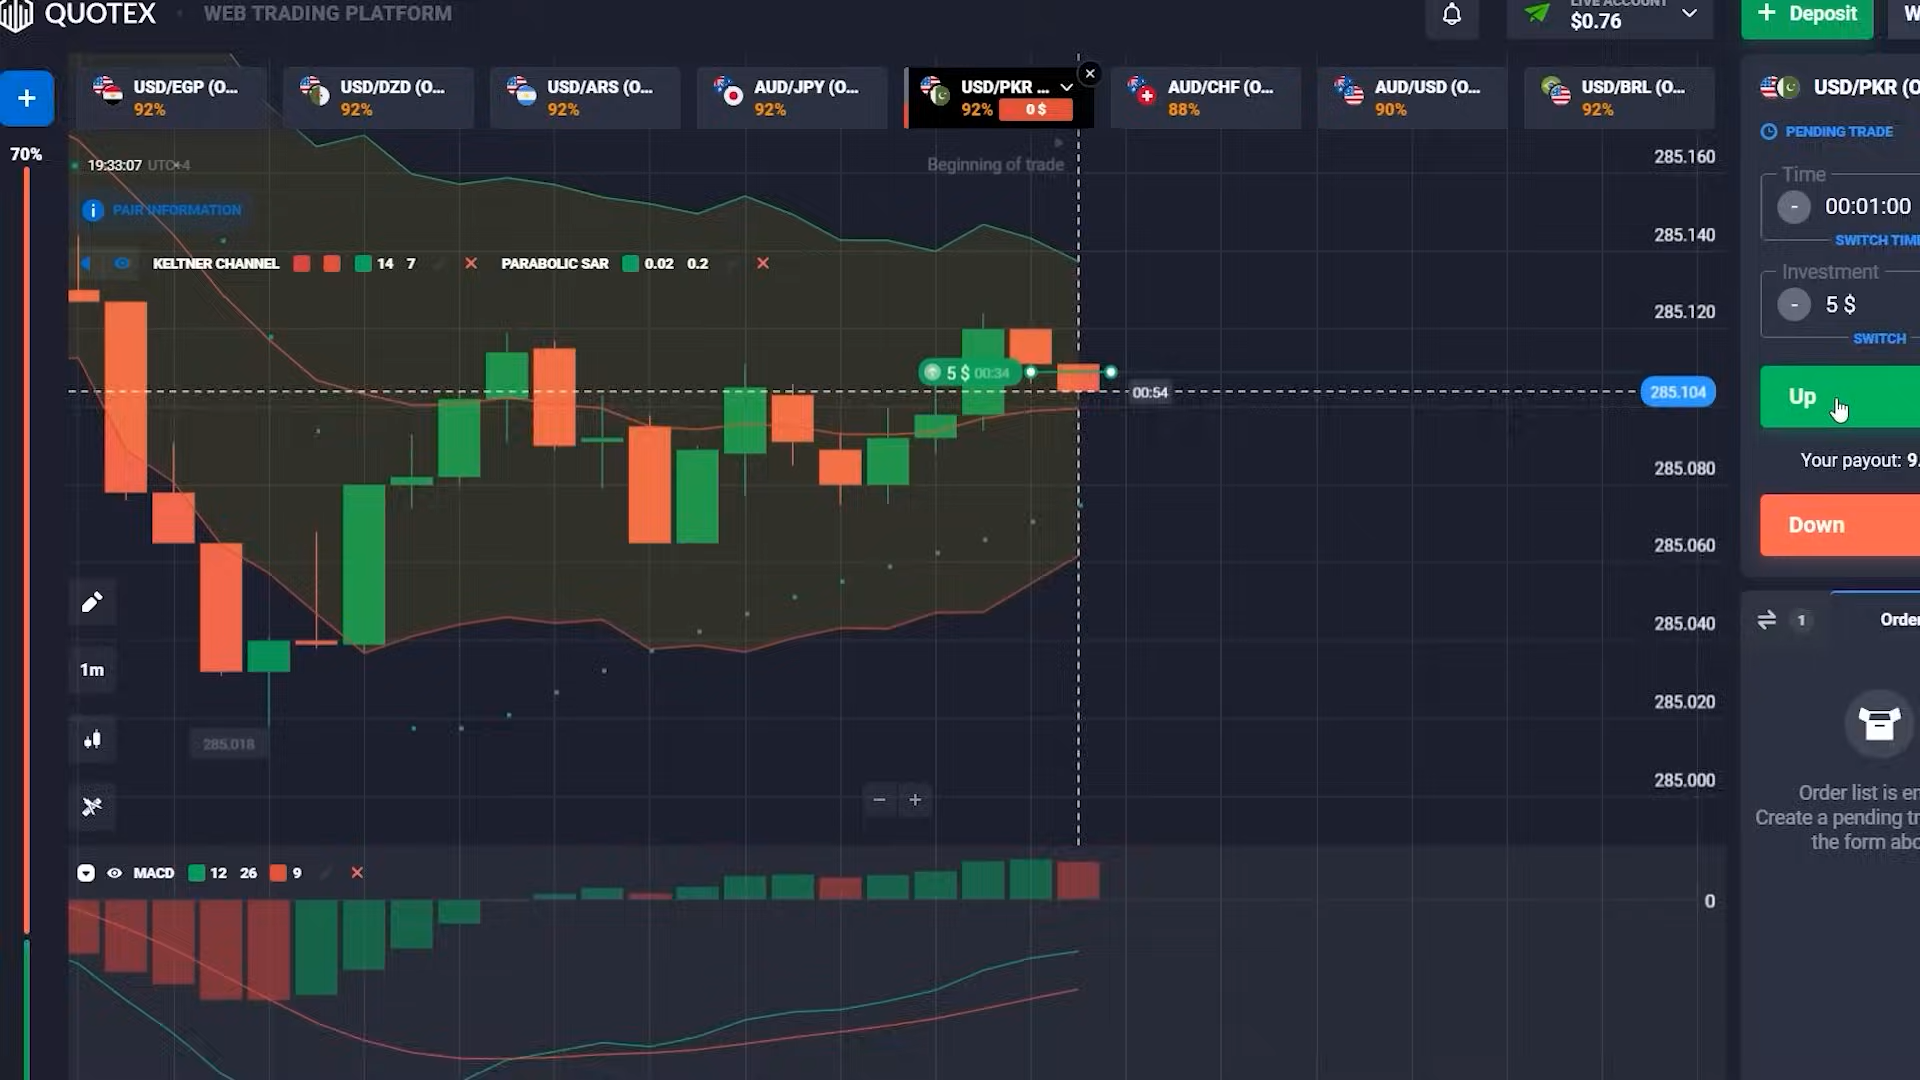 QUOTEX
WEB TRADING PLATFORM
LIVE ACCOUNT
$0.76
+ Deposit
W
+
USD/EGP (O...
92%
USD/DZD (O...
92%
USD/ARS (O...
92%
AUD/JPY (O...
92%
USD/PKR ...
92%
0 $
AUD/CHF (O...
88%
AUD/USD (O...
90%
USD/BRL (O...
92%
70%
19:33:07
Beginning of trade
PAIR INFORMATION
KELTNER CHANNEL 14 7
PARABOLIC SAR 0.02 0.2
5 $ 00:34
00:54
285.104
285.160
285.140
285.120
285.080
285.060
285.040
285.020
285.000
285.018
1m
MACD 12 26 9
0
USD/PKR (O
PENDING TRADE
Time
- 00:01:00
SWITCH TIM
Investment
- 5 $
SWITCH
Up
Your payout: 9.
Down
1
Order
Order list is em
Create a pending tr
the form abo